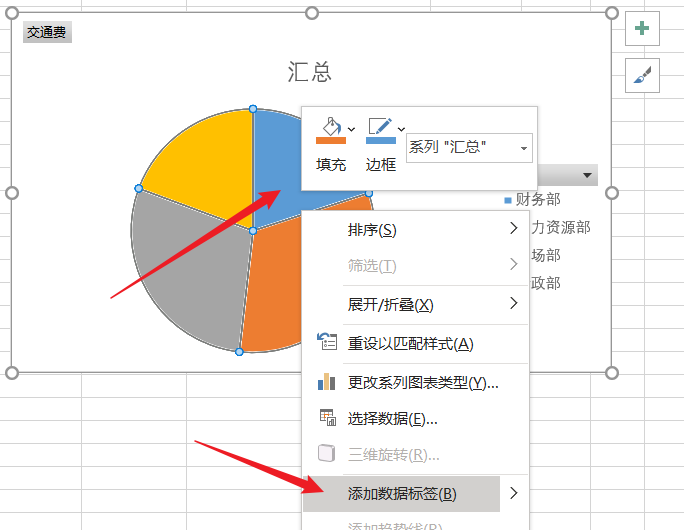 交通费
汇总
填充
边框
系列 "汇总"
财务部
力资源部
场部
政部
排序(S)
筛选(T)
展开/折叠(X)
重设以匹配样式(A)
更改系列图表类型(Y)...
选择数据(E)...
三维旋转(R)...
添加数据标签(B)
添加趋势线(R)